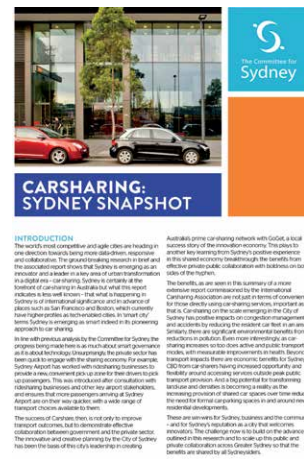 The Committee for
Sydney
CARSHARING:
SYDNEY SNAPSHOT
INTRODUCTION
The world's most competitive and agile cities are heading in
one direction towards being more data-driven, responsive
and collaborative. The ground breaking research in brief and
the associated report shows that Sydney is emerging as an
innovator and a leader in a key area of urban transformation
in a digital era – car-sharing. Sydney is certainly at the
forefront of car-sharing in Australia but what this report
indicates is less well known – that what is happening in
Sydney is of international significance and in advance of
places such as San Francisco and Boston, which currently
have higher profiles as tech-enabled cities. In 'smart city'
terms Sydney is emerging as smart indeed in its pioneering
approach to car sharing.
In line with previous analysis by the Committee for Sydney, the
progress being made here is as much about smart governance
as it is about technology. Unsurprisingly, the private sector has
been quick to engage with the sharing economy. For example,
Sydney Airport has worked with ridesharing businesses to
provide a new, convenient pick up zone for their drivers to pick
up passengers. This was introduced after consultation with
ridesharing businesses and other key airport stakeholders,
and ensures that more passengers arriving at Sydney
Airport are on their way quicker, with a wide range of
transport choices available to them.
The success of Carshare, then, is not only to improve
transport outcomes, but to demonstrate effective
collaboration between government and the private sector.
The innovative and creative planning by the City of Sydney
has been the basis of this city's leadership in creating
Australia's prime car-sharing network with GoGet, a local
success story of the innovation economy. This plays to
another key learning from Sydney's positive experience
in this shared economy breakthrough: the benefits from
effective private-public collaboration with boldness on both
sides of the hyphen.
The benefits, as are seen in this summary of a more
extensive report commissioned by the International
Carsharing Association are not just in terms of convenience
for those directly using car-sharing services, important as
that is. Car-sharing on the scale emerging in the City of
Sydney has positive impacts on congestion management
and accidents by reducing the resident car fleet in an area.
Similarly, there are significant environmental benefits from
reductions in pollution. Even more interestingly, as car-
sharing increases so too does active and public transport
modes, with measurable improvements in health. Beyond
transport impacts there are economic benefits for Sydney
CBD from car-sharers having increased opportunity and
flexibility around accessing services outside peak public
transport provision. And a big potential for transforming
landuse and densities is becoming a reality as the
increasing provision of shared car spaces over time reduces
the need for formal carparking spaces in and around new
residential developments.
These are win-wins for Sydney, business and the community
– and for Sydney's reputation as a city that welcomes
innovators. The challenge now is to build on the advances
outlined in this research and to scale up this public and
private collaboration across Greater Sydney so that the
benefits are shared by all Sydneysiders.